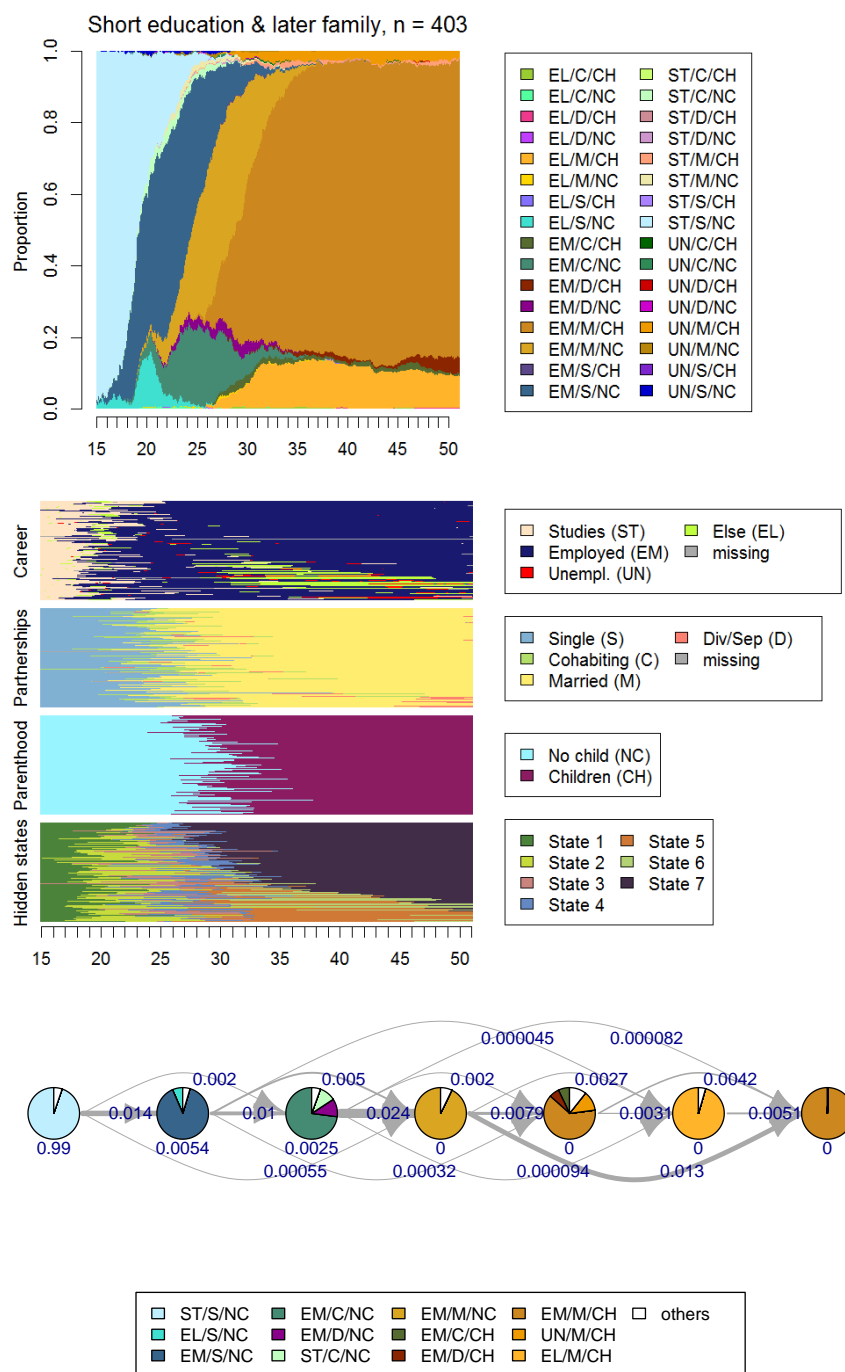 Short education & later family, n = 403
Proportion
1.0
0.8
0.6
0.4
0.2
0.0
15 20 25 30 35 40 45 50
EL/C/CH ST/C/CH
EL/C/NC ST/C/NC
EL/D/CH ST/D/CH
EL/D/NC ST/D/NC
EL/M/CH ST/M/CH
EL/M/NC ST/M/NC
EL/S/CH ST/S/CH
EL/S/NC ST/S/NC
EM/C/CH UN/C/CH
EM/C/NC UN/C/NC
EM/D/CH UN/D/CH
EM/D/NC UN/D/NC
EM/M/CH UN/M/CH
EM/M/NC UN/M/NC
EM/S/CH UN/S/CH
EM/S/NC UN/S/NC
Career
Studies (ST) Else (EL)
Employed (EM) missing
Unempl. (UN)
Partnerships
Single (S) Div/Sep (D)
Cohabiting (C) missing
Married (M)
Parenthood
No child (NC)
Children (CH)
Hidden states
State 1 State 5
State 2 State 6
State 3 State 7
State 4
15 20 25 30 35 40 45 50
0.000045 0.000082
0.002 0.005 0.002 0.0027 0.0042
0.014 0.01 0.024 0.0079 0.0031 0.0051
0.99 0.0054 0.0025 0 0 0 0
0.00055 0.00032 0.000094 0.013
ST/S/NC EM/C/NC EM/M/NC EM/M/CH others
EL/S/NC EM/D/NC EM/C/CH UN/M/CH
EM/S/NC ST/C/NC EM/D/CH EL/M/CH